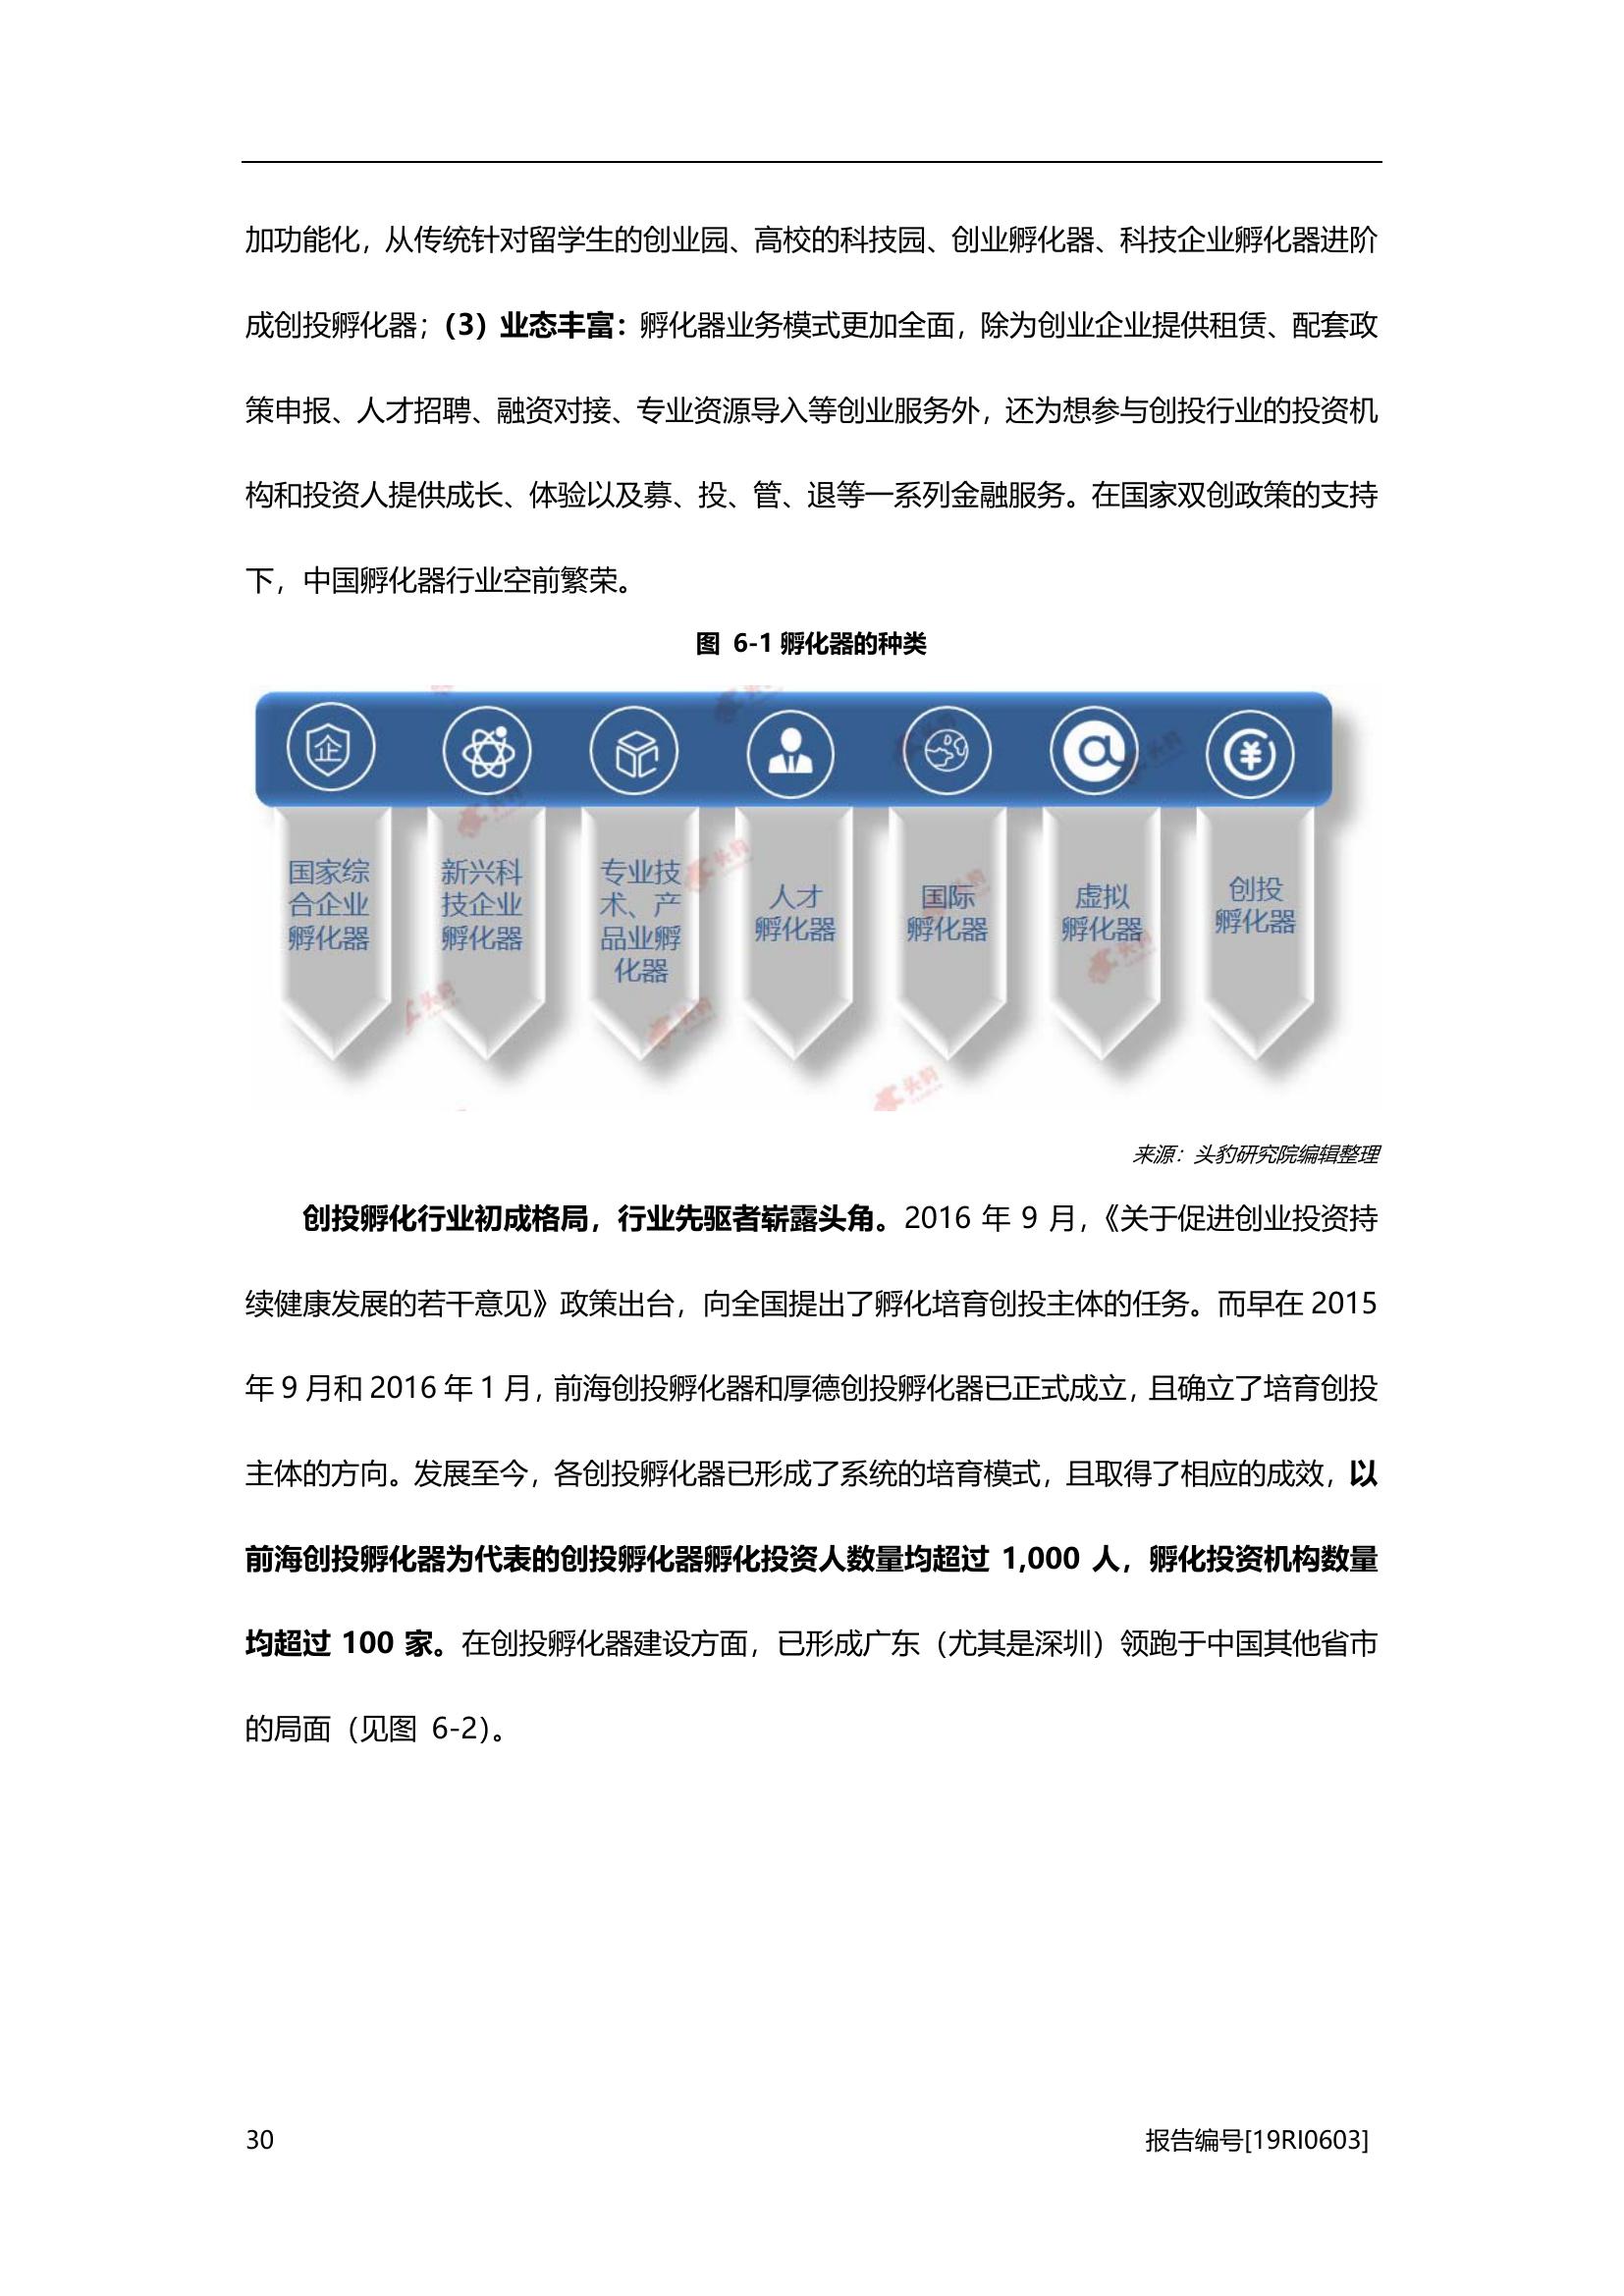 加功能化，从传统针对留学生的创业园、高校的科技园、创业孵化器、科技企业孵化器进阶
成创投孵化器；（3）业态丰富：孵化器业务模式更加全面，除为创业企业提供租赁、配套政
策申报、人才招聘、融资对接、专业资源导入等创业服务外，还为想参与创投行业的投资机
构和投资人提供成长、体验以及募、投、管、退等一系列金融服务。在国家双创政策的支持
下，中国孵化器行业空前繁荣。
图 6-1 孵化器的种类
企
国家综
合企业
孵化器
新兴科
技企业
孵化器
专业技
术、产
品业孵
化器
人才
孵化器
国际
孵化器
@
虚拟
孵化器
¥
创投
孵化器
头豹
来源：头豹研究院编辑整理
创投孵化行业初成格局，行业先驱者崭露头角。2016 年 9 月，《关于促进创业投资持
续健康发展的若干意见》政策出台，向全国提出了孵化培育创投主体的任务。而早在 2015
年 9 月和 2016 年 1 月，前海创投孵化器和厚德创投孵化器已正式成立，且确立了培育创投
主体的方向。发展至今，各创投孵化器已形成了系统的培育模式，且取得了相应的成效，以
前海创投孵化器为代表的创投孵化器孵化投资人数量均超过 1,000 人，孵化投资机构数量
均超过 100 家。在创投孵化器建设方面，已形成广东（尤其是深圳）领跑于中国其他省市
的局面（见图 6-2）。
30
报告编号[19RI0603]